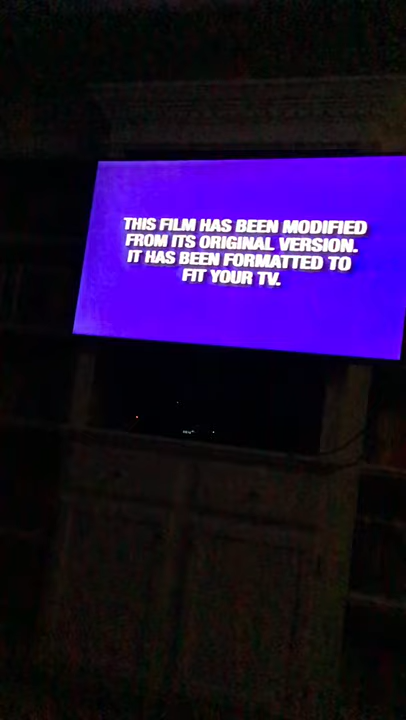 THIS FILM HAS BEEN MODIFIED
FROM ITS ORIGINAL VERSION.
IT HAS BEEN FORMATTED TO
FIT YOUR TV.